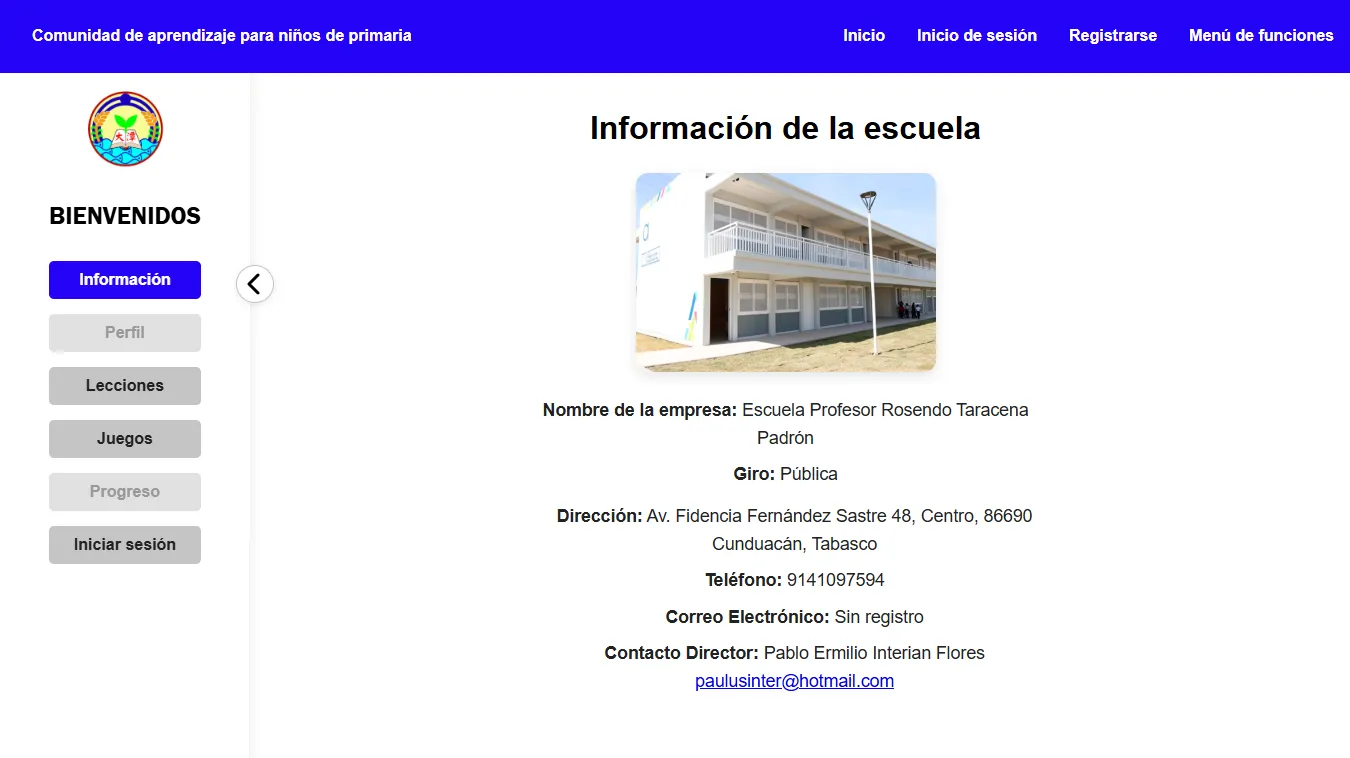 Comunidad de aprendizaje para niños de primaria
Inicio
Inicio de sesión
Registrarse
Menú de funciones
BIENVENIDOS
Información
Perfil
Lecciones
Juegos
Progreso
Iniciar sesión
Información de la escuela
Nombre de la empresa: Escuela Profesor Rosendo Taracena
Padrón
Giro: Pública
Dirección: Av. Fidencia Fernández Sastre 48, Centro, 86690
Cunduacán, Tabasco
Teléfono: 9141097594
Correo Electrónico: Sin registro
Contacto Director: Pablo Ermilio Interian Flores
paulusinter@hotmail.com